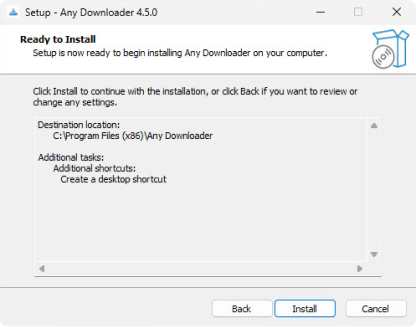 Setup - Any Downloader 4.5.0
Ready to Install
Setup is now ready to begin installing Any Downloader on your computer.
Click Install to continue with the installation, or click Back if you want to review or
change any settings.
Destination location:
C:\Program Files (x86)\Any Downloader
Additional tasks:
Additional shortcuts:
Create a desktop shortcut
Back
Install
Cancel